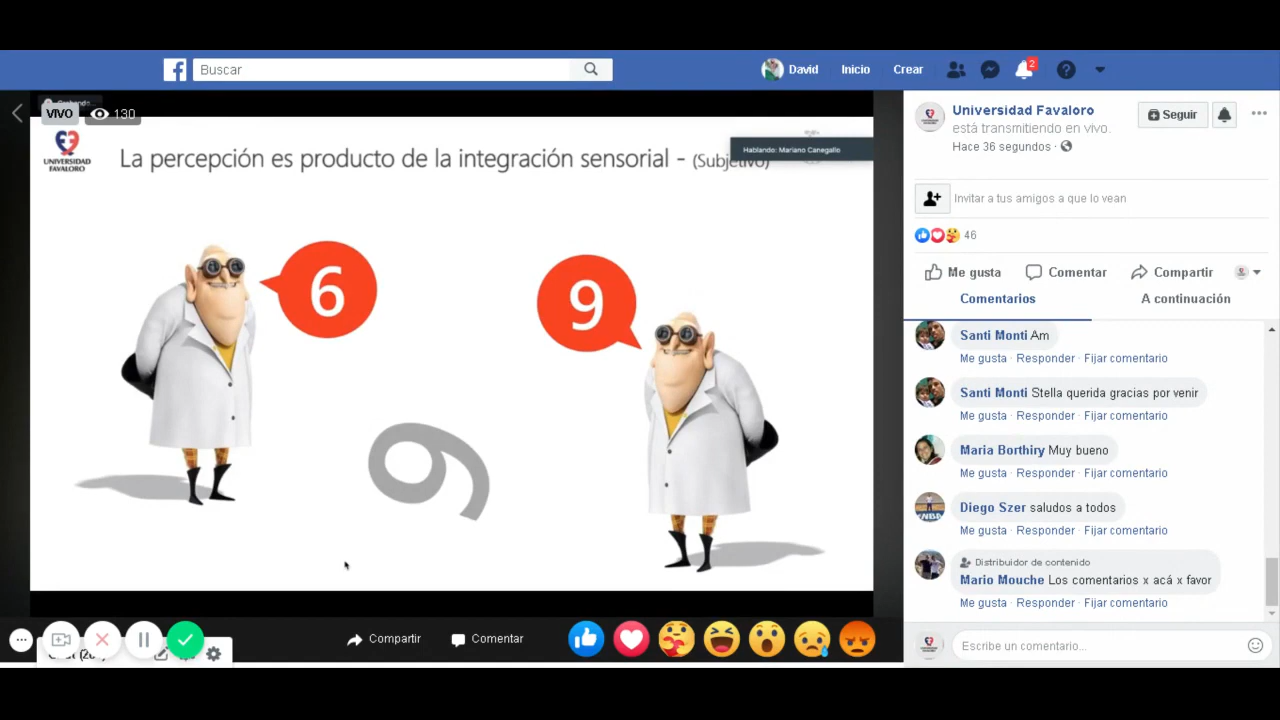 Buscar
David
Inicio
Crear
2
VIVO
130
UNIVERSIDAD
FAVALORO
La percepción es producto de la integración sensorial - (Subjetivo)
Hablando: Mariano Canegallo
6
9
Compartir
Comentar
Universidad Favaloro
está transmitiendo en vivo.
Hace 36 segundos ·
Seguir
Invitar a tus amigos a que lo vean
46
Me gusta
Comentar
Compartir
Comentarios
A continuación
Santi Monti Am
Me gusta · Responder · Fijar comentario
Santi Monti Stella querida gracias por venir
Me gusta · Responder · Fijar comentario
Maria Borthiry Muy bueno
Me gusta · Responder · Fijar comentario
Diego Szer saludos a todos
Me gusta · Responder · Fijar comentario
Distribuidor de contenido
Mario Mouche Los comentarios x acá x favor
Me gusta · Responder · Fijar comentario
Escribe un comentario...